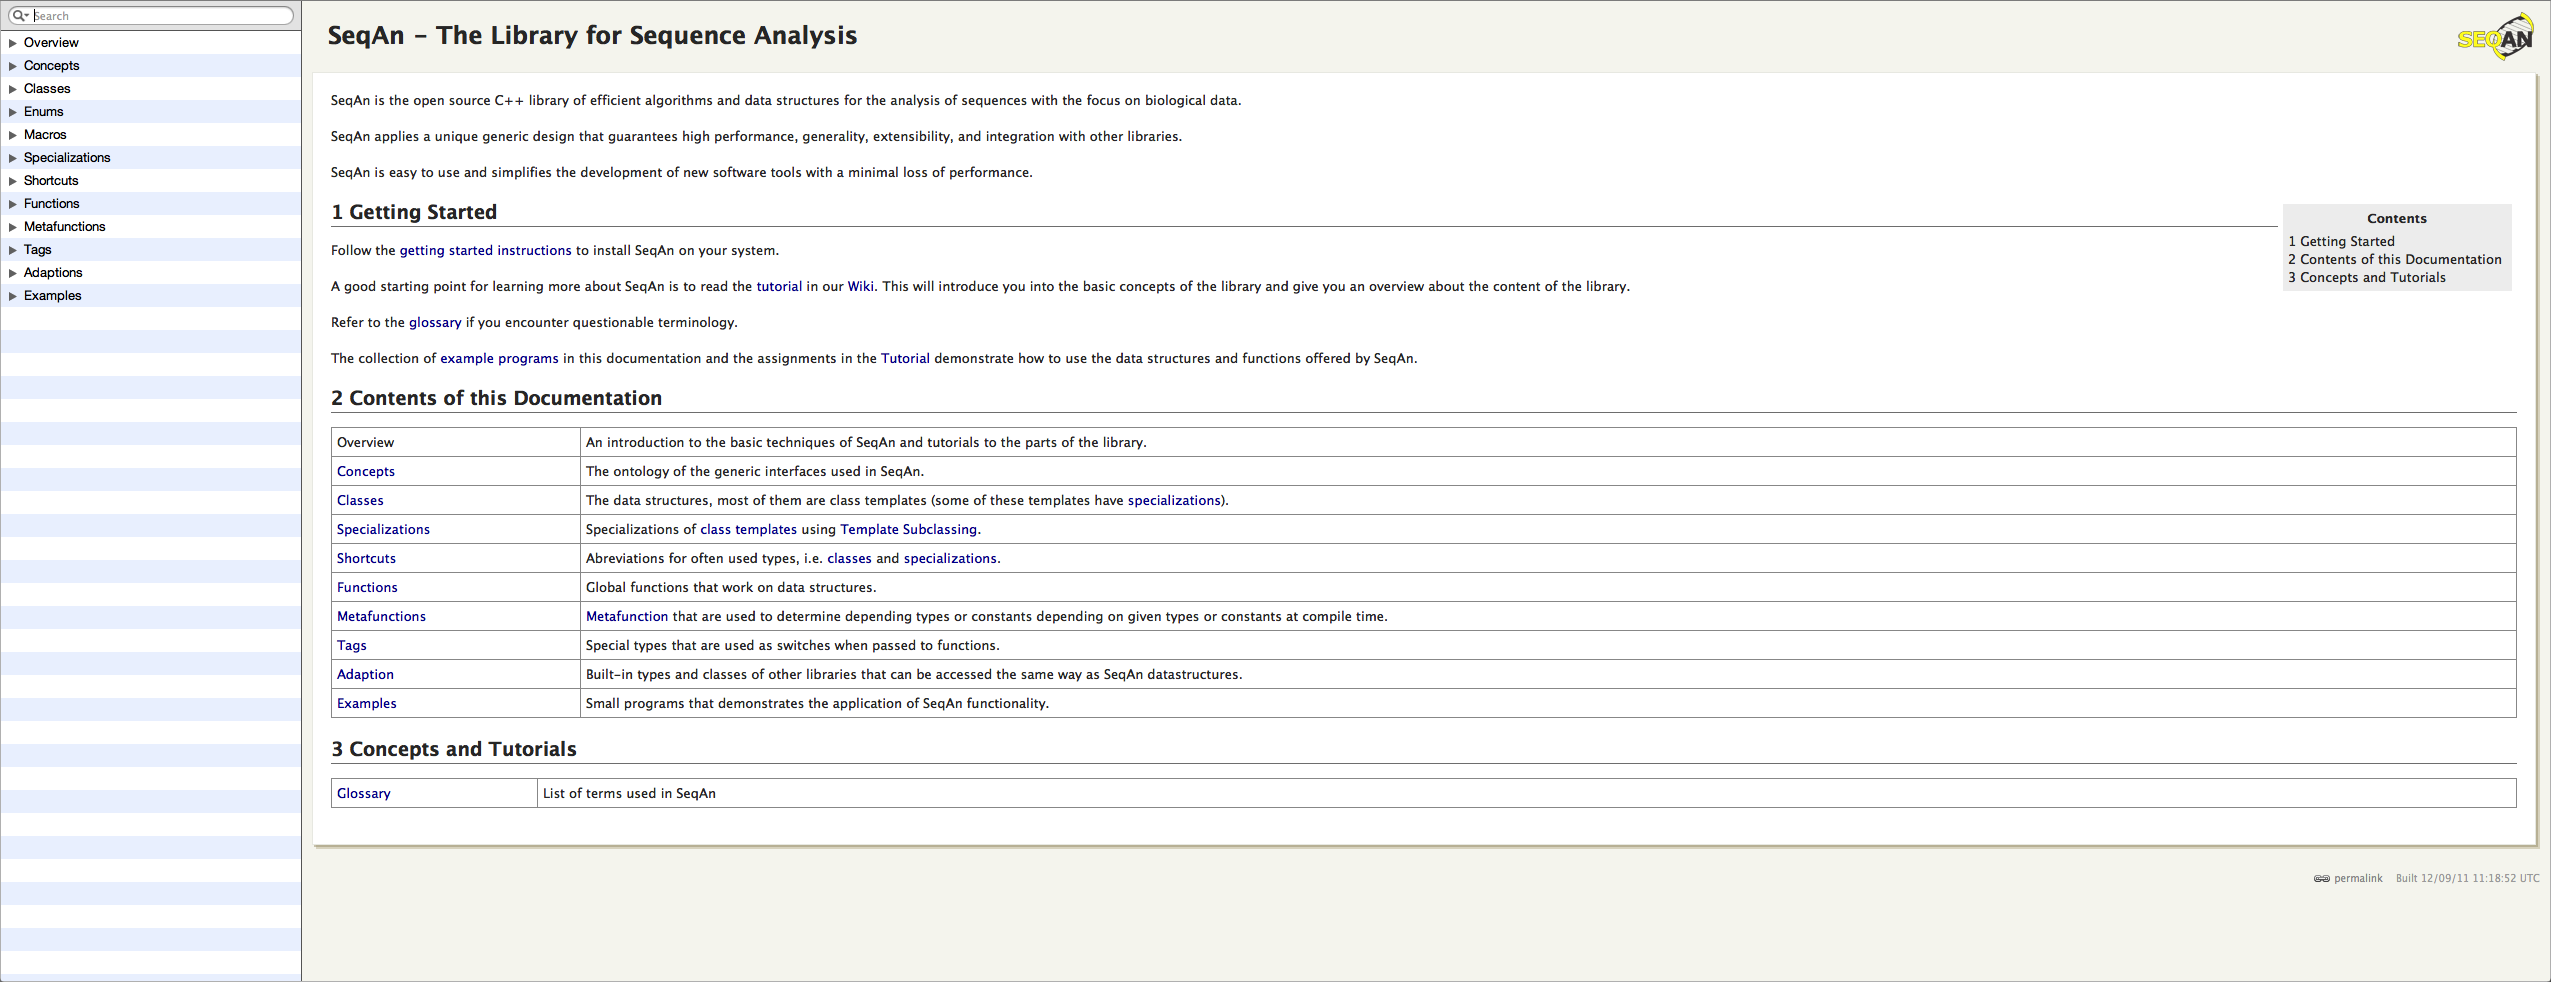 Search
Overview
Concepts
Classes
Enums
Macros
Specializations
Shortcuts
Functions
Metafunctions
Tags
Adaptions
Examples
SeqAn - The Library for Sequence Analysis
SEQAN
SeqAn is the open source C++ library of efficient algorithms and data structures for the analysis of sequences with the focus on biological data.
SeqAn applies a unique generic design that guarantees high performance, generality, extensibility, and integration with other libraries.
SeqAn is easy to use and simplifies the development of new software tools with a minimal loss of performance.
Contents
1 Getting Started
2 Contents of this Documentation
3 Concepts and Tutorials
1 Getting Started
Follow the getting started instructions to install SeqAn on your system.
A good starting point for learning more about SeqAn is to read the tutorial in our Wiki. This will introduce you into the basic concepts of the library and give you an overview about the content of the library.
Refer to the glossary if you encounter questionable terminology.
The collection of example programs in this documentation and the assignments in the Tutorial demonstrate how to use the data structures and functions offered by SeqAn.
2 Contents of this Documentation
Overview An introduction to the basic techniques of SeqAn and tutorials to the parts of the library.
Concepts The ontology of the generic interfaces used in SeqAn.
Classes The data structures, most of them are class templates (some of these templates have specializations).
Specializations Specializations of class templates using Template Subclassing.
Shortcuts Abreviations for often used types, i.e. classes and specializations.
Functions Global functions that work on data structures.
Metafunctions Metafunction that are used to determine depending types or constants depending on given types or constants at compile time.
Tags Special types that are used as switches when passed to functions.
Adaption Built-in types and classes of other libraries that can be accessed the same way as SeqAn datastructures.
Examples Small programs that demonstrates the application of SeqAn functionality.
3 Concepts and Tutorials
Glossary List of terms used in SeqAn
permalink Built 12/09/11 11:18:52 UTC